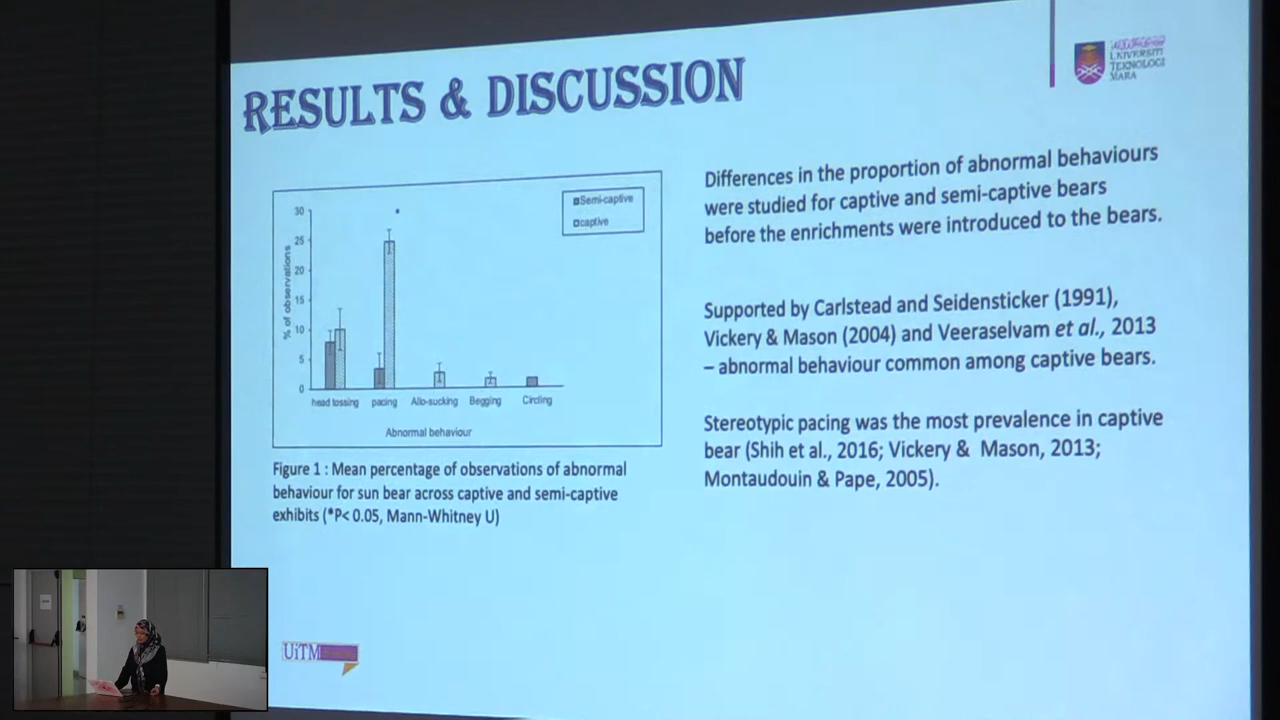 RESULTS & DISCUSSION
UNIVERSITI
TEKNOLOGI
MARA
30
25
20
15
10
5
0
% of observations
Semi-captive
captive
head tossing pacing Allo-sucking Begging Circling
Abnormal behaviour
Figure 1 : Mean percentage of observations of abnormal
behaviour for sun bear across captive and semi-captive
exhibits (*P< 0.05, Mann-Whitney U)
Differences in the proportion of abnormal behaviours
were studied for captive and semi-captive bears
before the enrichments were introduced to the bears.
Supported by Carlstead and Seidensticker (1991),
Vickery & Mason (2004) and Veeraselvam et al., 2013
– abnormal behaviour common among captive bears.
Stereotypic pacing was the most prevalence in captive
bear (Shih et al., 2016; Vickery & Mason, 2013;
Montaudouin & Pape, 2005).
UiTM